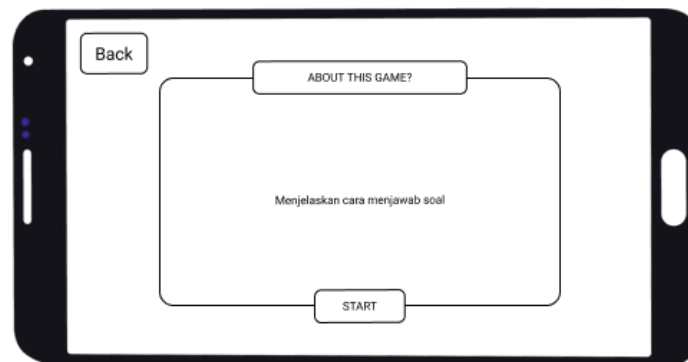 Back
ABOUT THIS GAME?
Menjelaskan cara menjawab soal
START